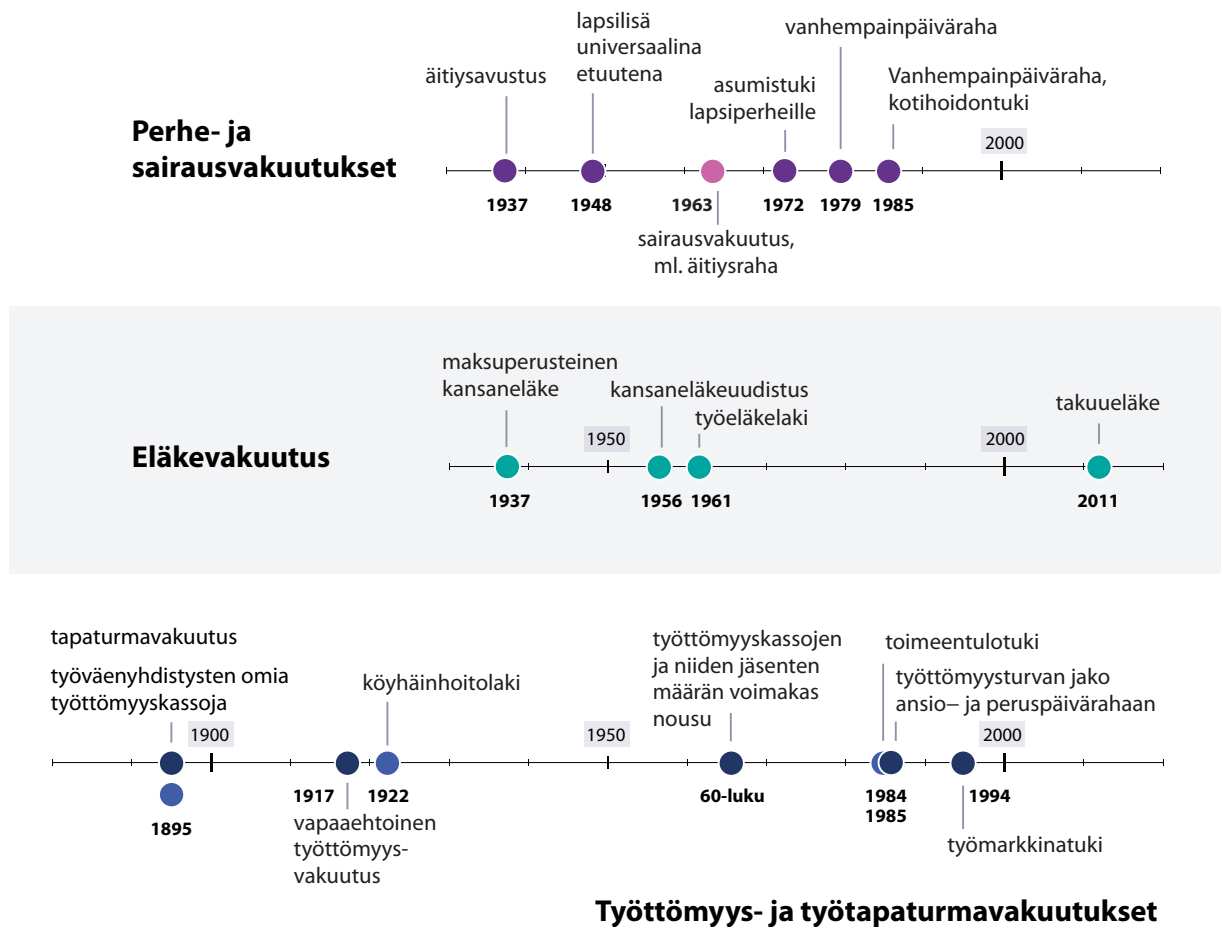 Perhe- ja
sairausvakuutukset
äitiysavustus
lapsilisä
universaalina
etuutena
asumistuki
lapsiperheille
vanhempainpäiväraha
Vanhempainpäiväraha,
kotihoidontuki
2000
1937
1948
1963
1972
1979
1985
sairausvakuutus,
ml. äitiysraha
Eläkevakuutus
maksuperusteinen
kansaneläke
kansaneläkeuudistus
työeläkelaki
takuueläke
1950
2000
1937
1956
1961
2011
tapaturmavakuutus
työväenyhdistysten omia
työttömyyskassoja
köyhäinhoitolaki
työttömyyskassojen
ja niiden jäsenten
määrän voimakas
nousu
toimeentulotuki
työttömyysturvan jako
ansio– ja peruspäivärahaan
1900
1950
2000
1895
1917
1922
60-luku
1984
1985
1994
vapaaehtoinen
työttömyys-
vakuutus
työmarkkinatuki
Työttömyys- ja työtapaturmavakuutukset